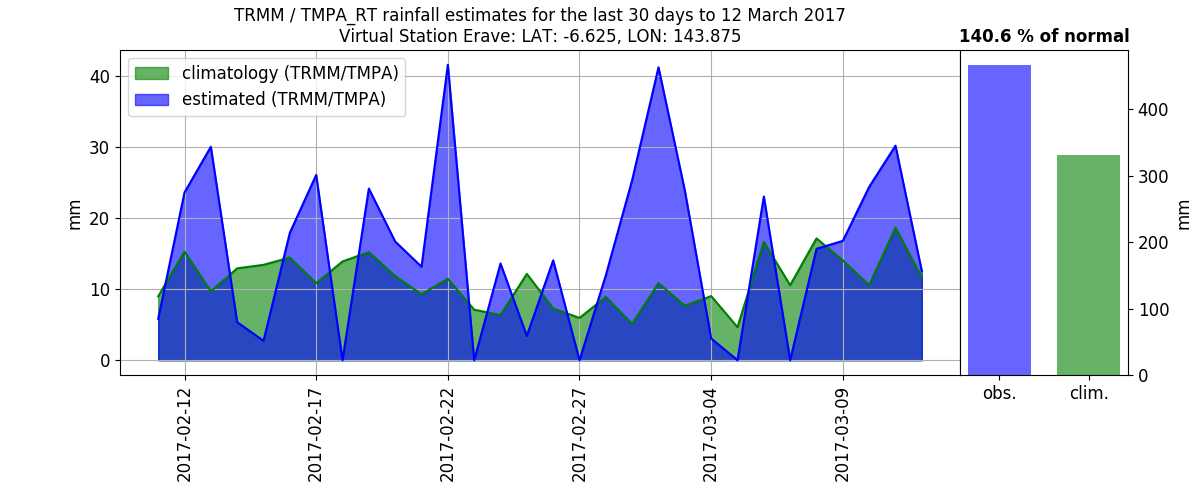 TRMM / TMPA_RT rainfall estimates for the last 30 days to 12 March 2017
Virtual Station Erave: LAT: -6.625, LON: 143.875
140.6 % of normal
climatology (TRMM/TMPA)
estimated (TRMM/TMPA)
mm
40
30
20
10
0
2017-02-12
2017-02-17
2017-02-22
2017-02-27
2017-03-04
2017-03-09
400
300
200
100
0
mm
obs.
clim.